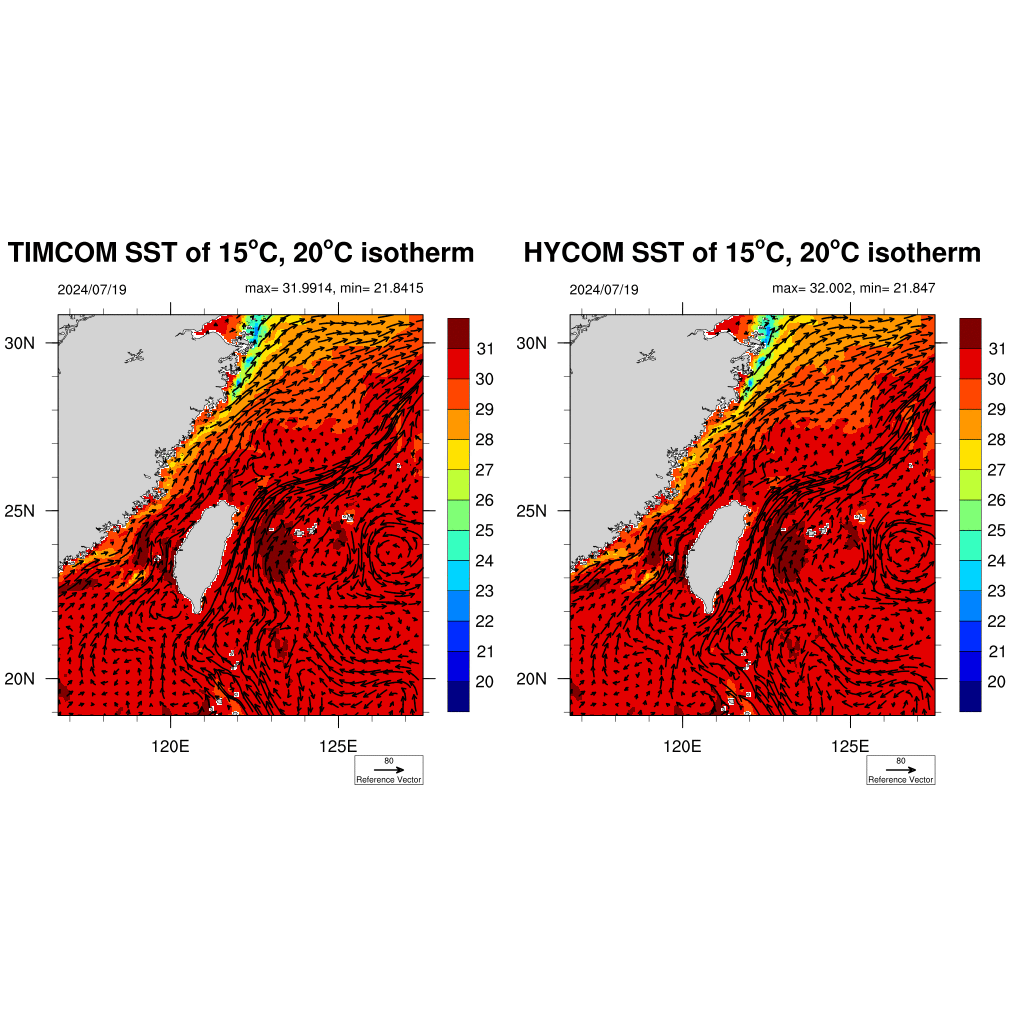 TIMCOM SST of 15°C, 20°C isotherm
2024/07/19
max= 31.9914, min= 21.8415
30N
25N
20N
120E
125E
31
30
29
28
27
26
25
24
23
22
21
20
80
Reference Vector
HYCOM SST of 15°C, 20°C isotherm
2024/07/19
max= 32.002, min= 21.847
30N
25N
20N
120E
125E
31
30
29
28
27
26
25
24
23
22
21
20
80
Reference Vector